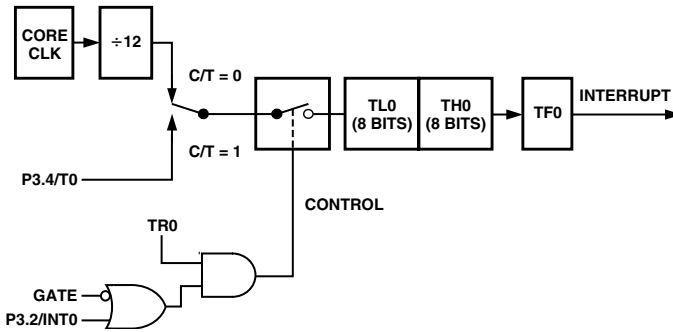 CORE
CLK
÷12
C/T = 0
C/T = 1
P3.4/T0
TL0
(8 BITS)
TH0
(8 BITS)
TF0
INTERRUPT
CONTROL
TR0
GATE
P3.2/INT0